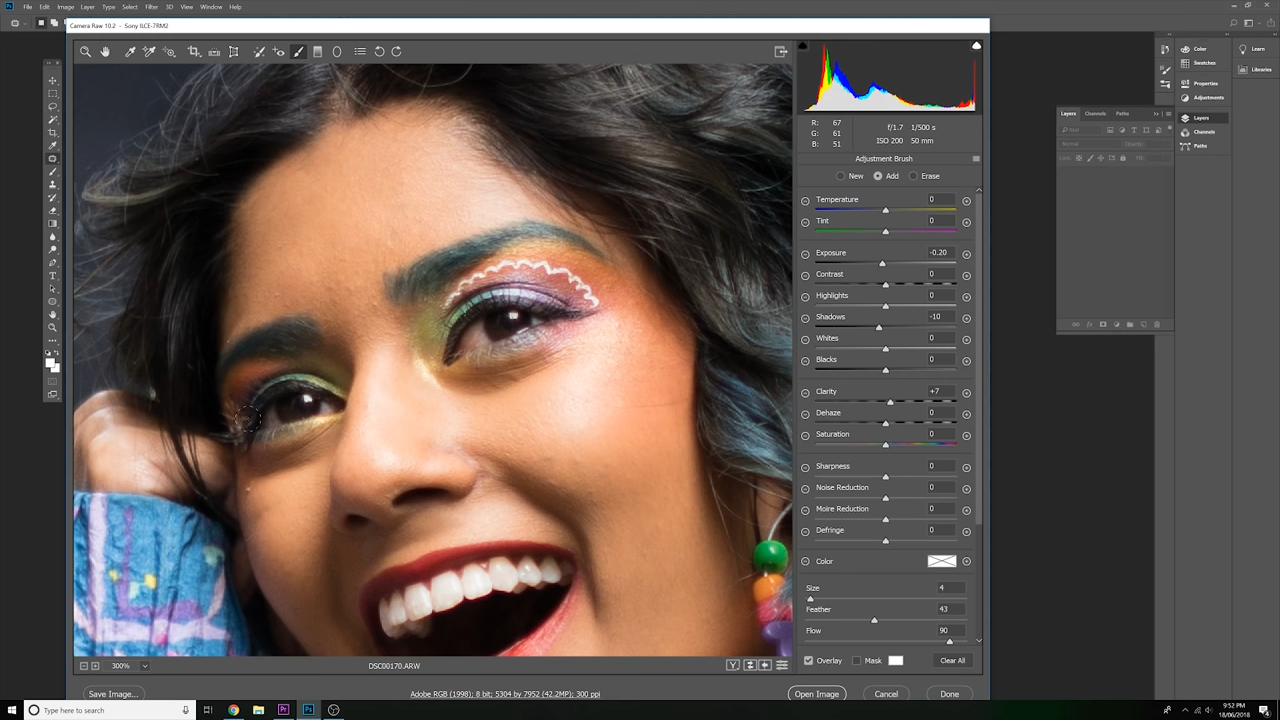 File Edit Image Layer Type Select Filter 3D View Window Help
Camera Raw 10.2 - Sony ILCE-7RM2
R: 67
G: 61
B: 51
f/1.7 1/500 s
ISO 200 50 mm
Adjustment Brush
New Add Erase
Temperature 0
Tint 0
Exposure -0.20
Contrast 0
Highlights 0
Shadows -10
Whites 0
Blacks 0
Clarity +7
Dehaze 0
Saturation 0
Sharpness 0
Noise Reduction 0
Moire Reduction 0
Defringe 0
Color
Size 4
Feather 43
Flow 90
Overlay Mask Clear All
300% DSC00170.ARW
Y
Save Image... Adobe RGB (1998); 8 bit; 5304 by 7952 (42.2MP); 300 ppi Open Image Cancel Done
Layers Channels Paths
Normal Opacity:
Lock: Fill:
Color
Swatches
Properties
Adjustments
Layers
Channels
Paths
Learn
Libraries
Type here to search
9:52 PM
18/06/2018